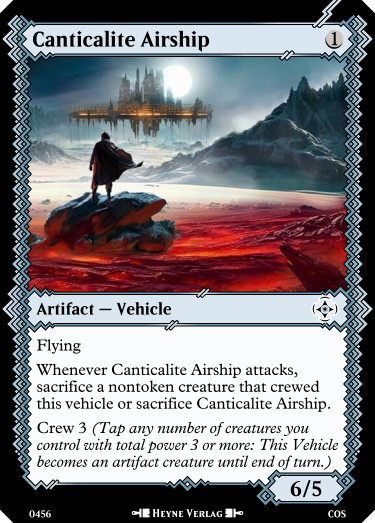 Canticalite Airship 1
Artifact — Vehicle
Flying
Whenever Canticalite Airship attacks,
sacrifice a nontoken creature that crewed
this vehicle or sacrifice Canticalite Airship.
Crew 3 (Tap any number of creatures you
control with total power 3 or more: This Vehicle
becomes an artifact creature until end of turn.)
6/5
0456 HEYNE VERLAG COS